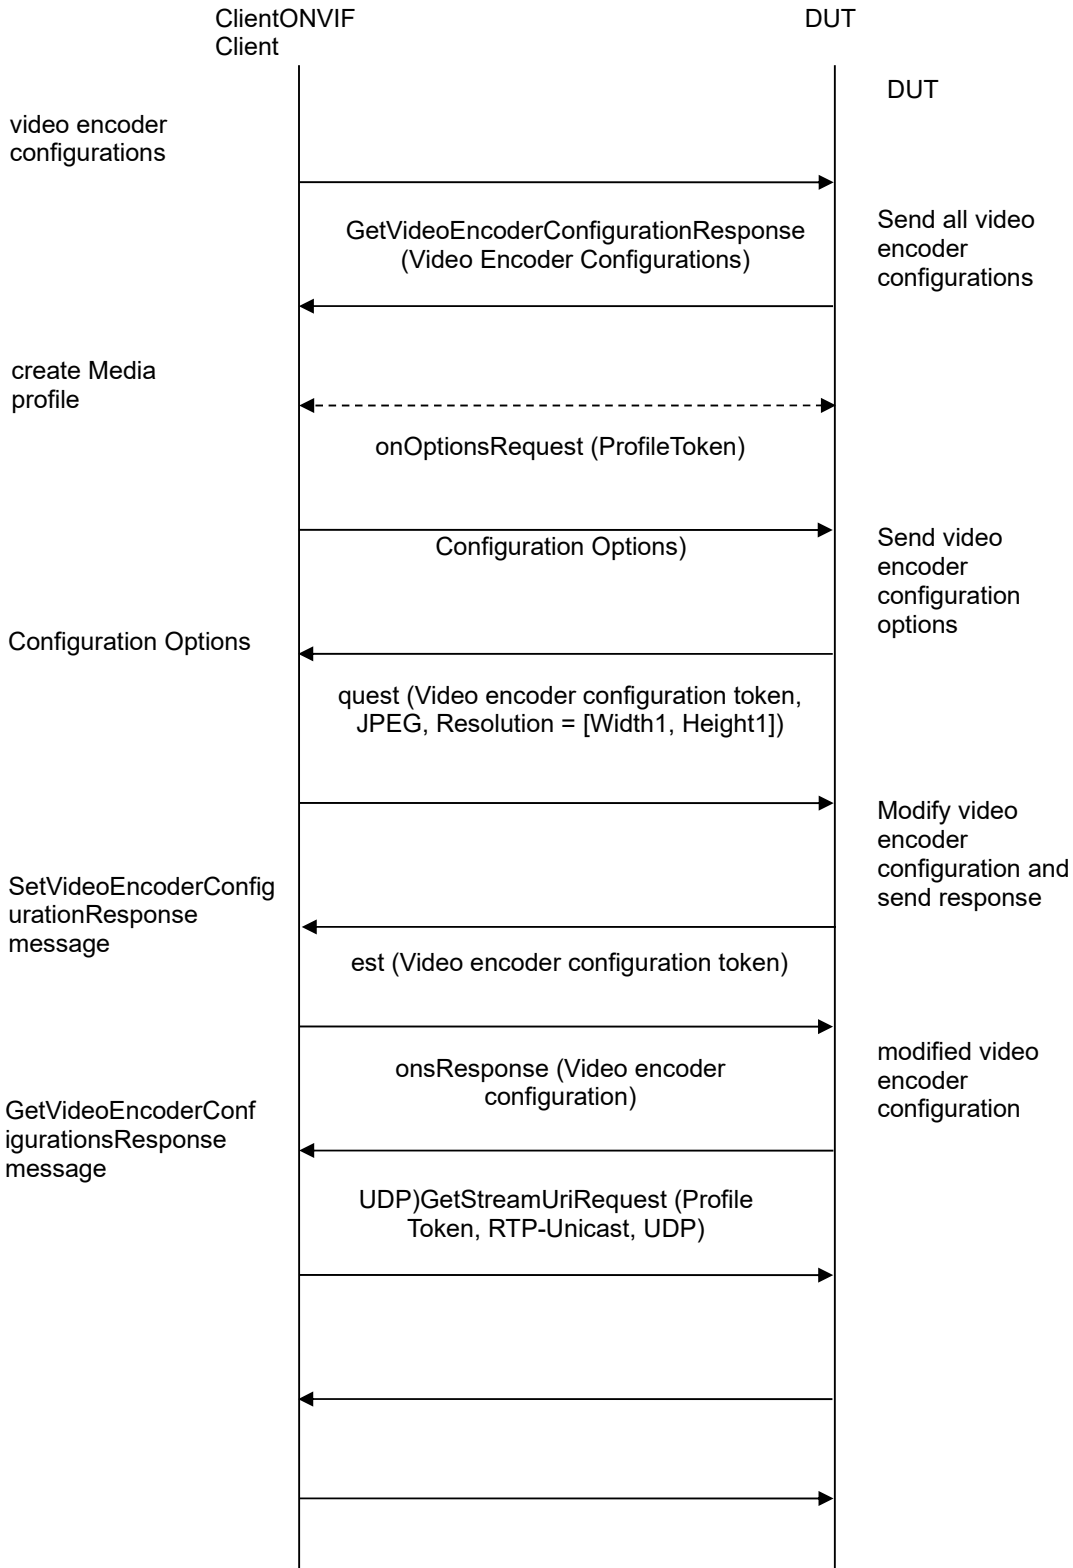 ClientONVIF
Client
DUT
DUT
video encoder
configurations
GetVideoEncoderConfigurationResponse
(Video Encoder Configurations)
Send all video
encoder
configurations
create Media
profile
onOptionsRequest (ProfileToken)
Configuration Options)
Send video
encoder
configuration
options
Configuration Options
quest (Video encoder configuration token,
JPEG, Resolution = [Width1, Height1])
Modify video
encoder
configuration and
send response
SetVideoEncoderConfig
urationResponse
message
est (Video encoder configuration token)
modified video
encoder
configuration
onsResponse (Video encoder
configuration)
GetVideoEncoderConf
igurationsResponse
message
UDP)GetStreamUriRequest (Profile
Token, RTP-Unicast, UDP)